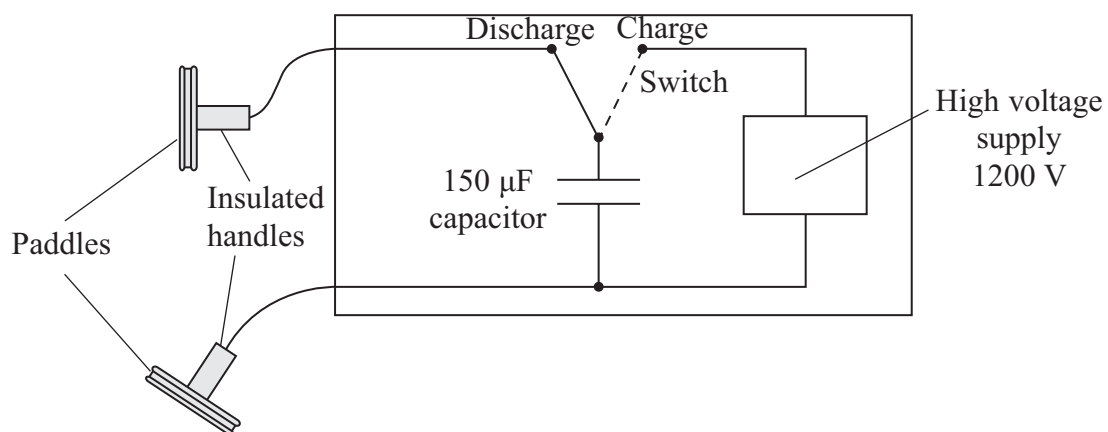 Discharge
Charge
Switch
High voltage
supply
1200 V
150 μF
capacitor
Insulated
handles
Paddles